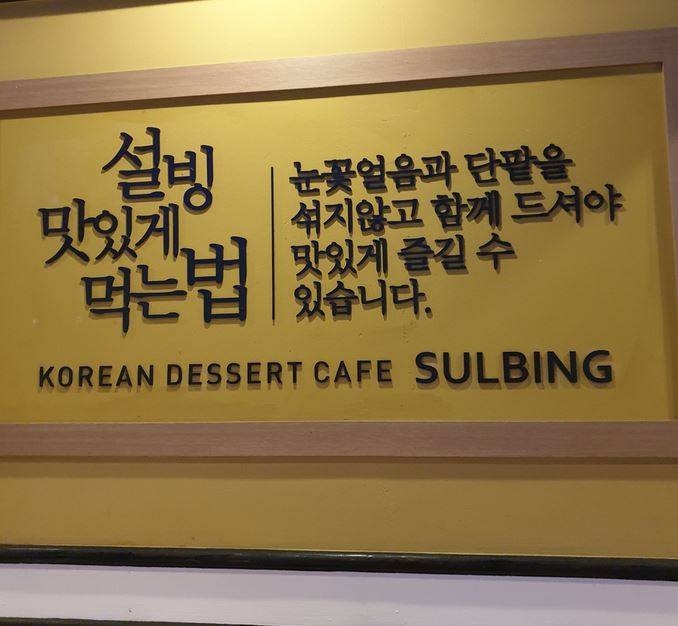 설빙
맛있게
먹는법
눈꽃얼음과 단팥을
섞지않고 함께 드셔야
맛있게 즐길 수
있습니다.
KOREAN DESSERT CAFE SULBING